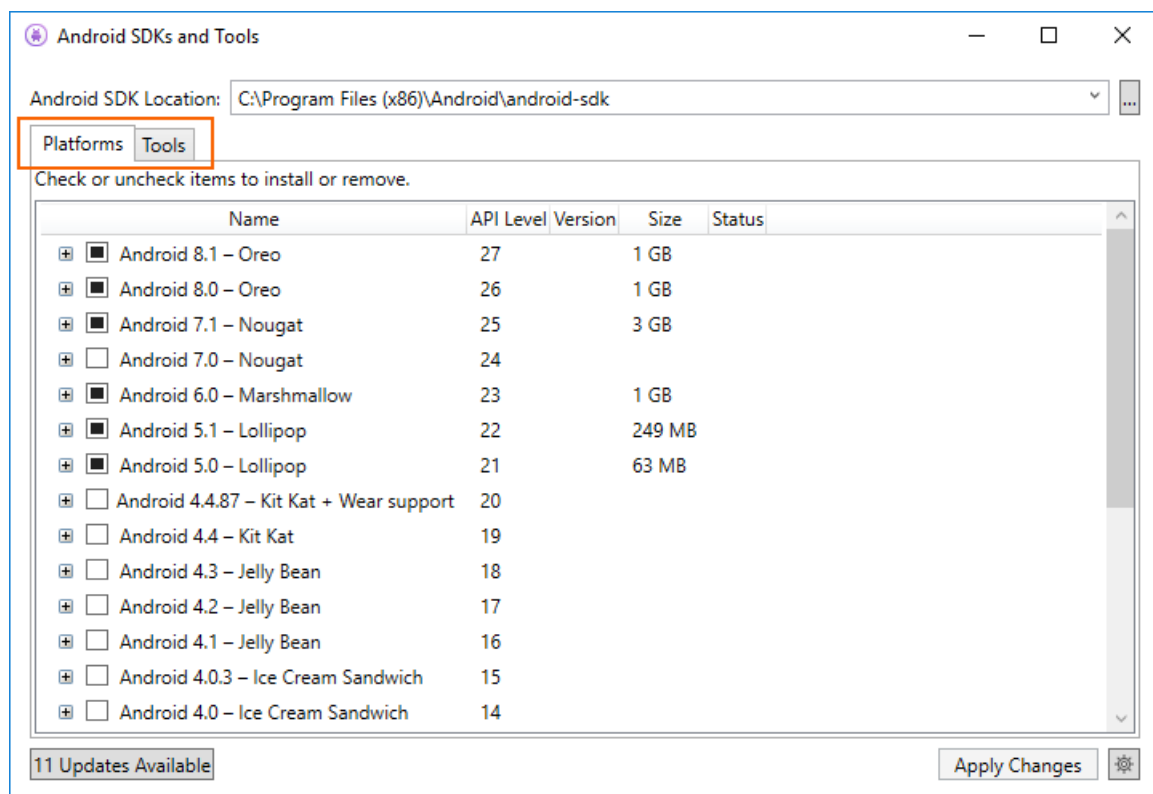 Android SDKs and Tools
Android SDK Location: C:\Program Files (x86)\Android\android-sdk ...
Platforms Tools
Check or uncheck items to install or remove.
Name API Level Version Size Status
Android 8.1 – Oreo 27 1 GB
Android 8.0 – Oreo 26 1 GB
Android 7.1 – Nougat 25 3 GB
Android 7.0 – Nougat 24
Android 6.0 – Marshmallow 23 1 GB
Android 5.1 – Lollipop 22 249 MB
Android 5.0 – Lollipop 21 63 MB
Android 4.4.87 – Kit Kat + Wear support 20
Android 4.4 – Kit Kat 19
Android 4.3 – Jelly Bean 18
Android 4.2 – Jelly Bean 17
Android 4.1 – Jelly Bean 16
Android 4.0.3 – Ice Cream Sandwich 15
Android 4.0 – Ice Cream Sandwich 14
11 Updates Available Apply Changes